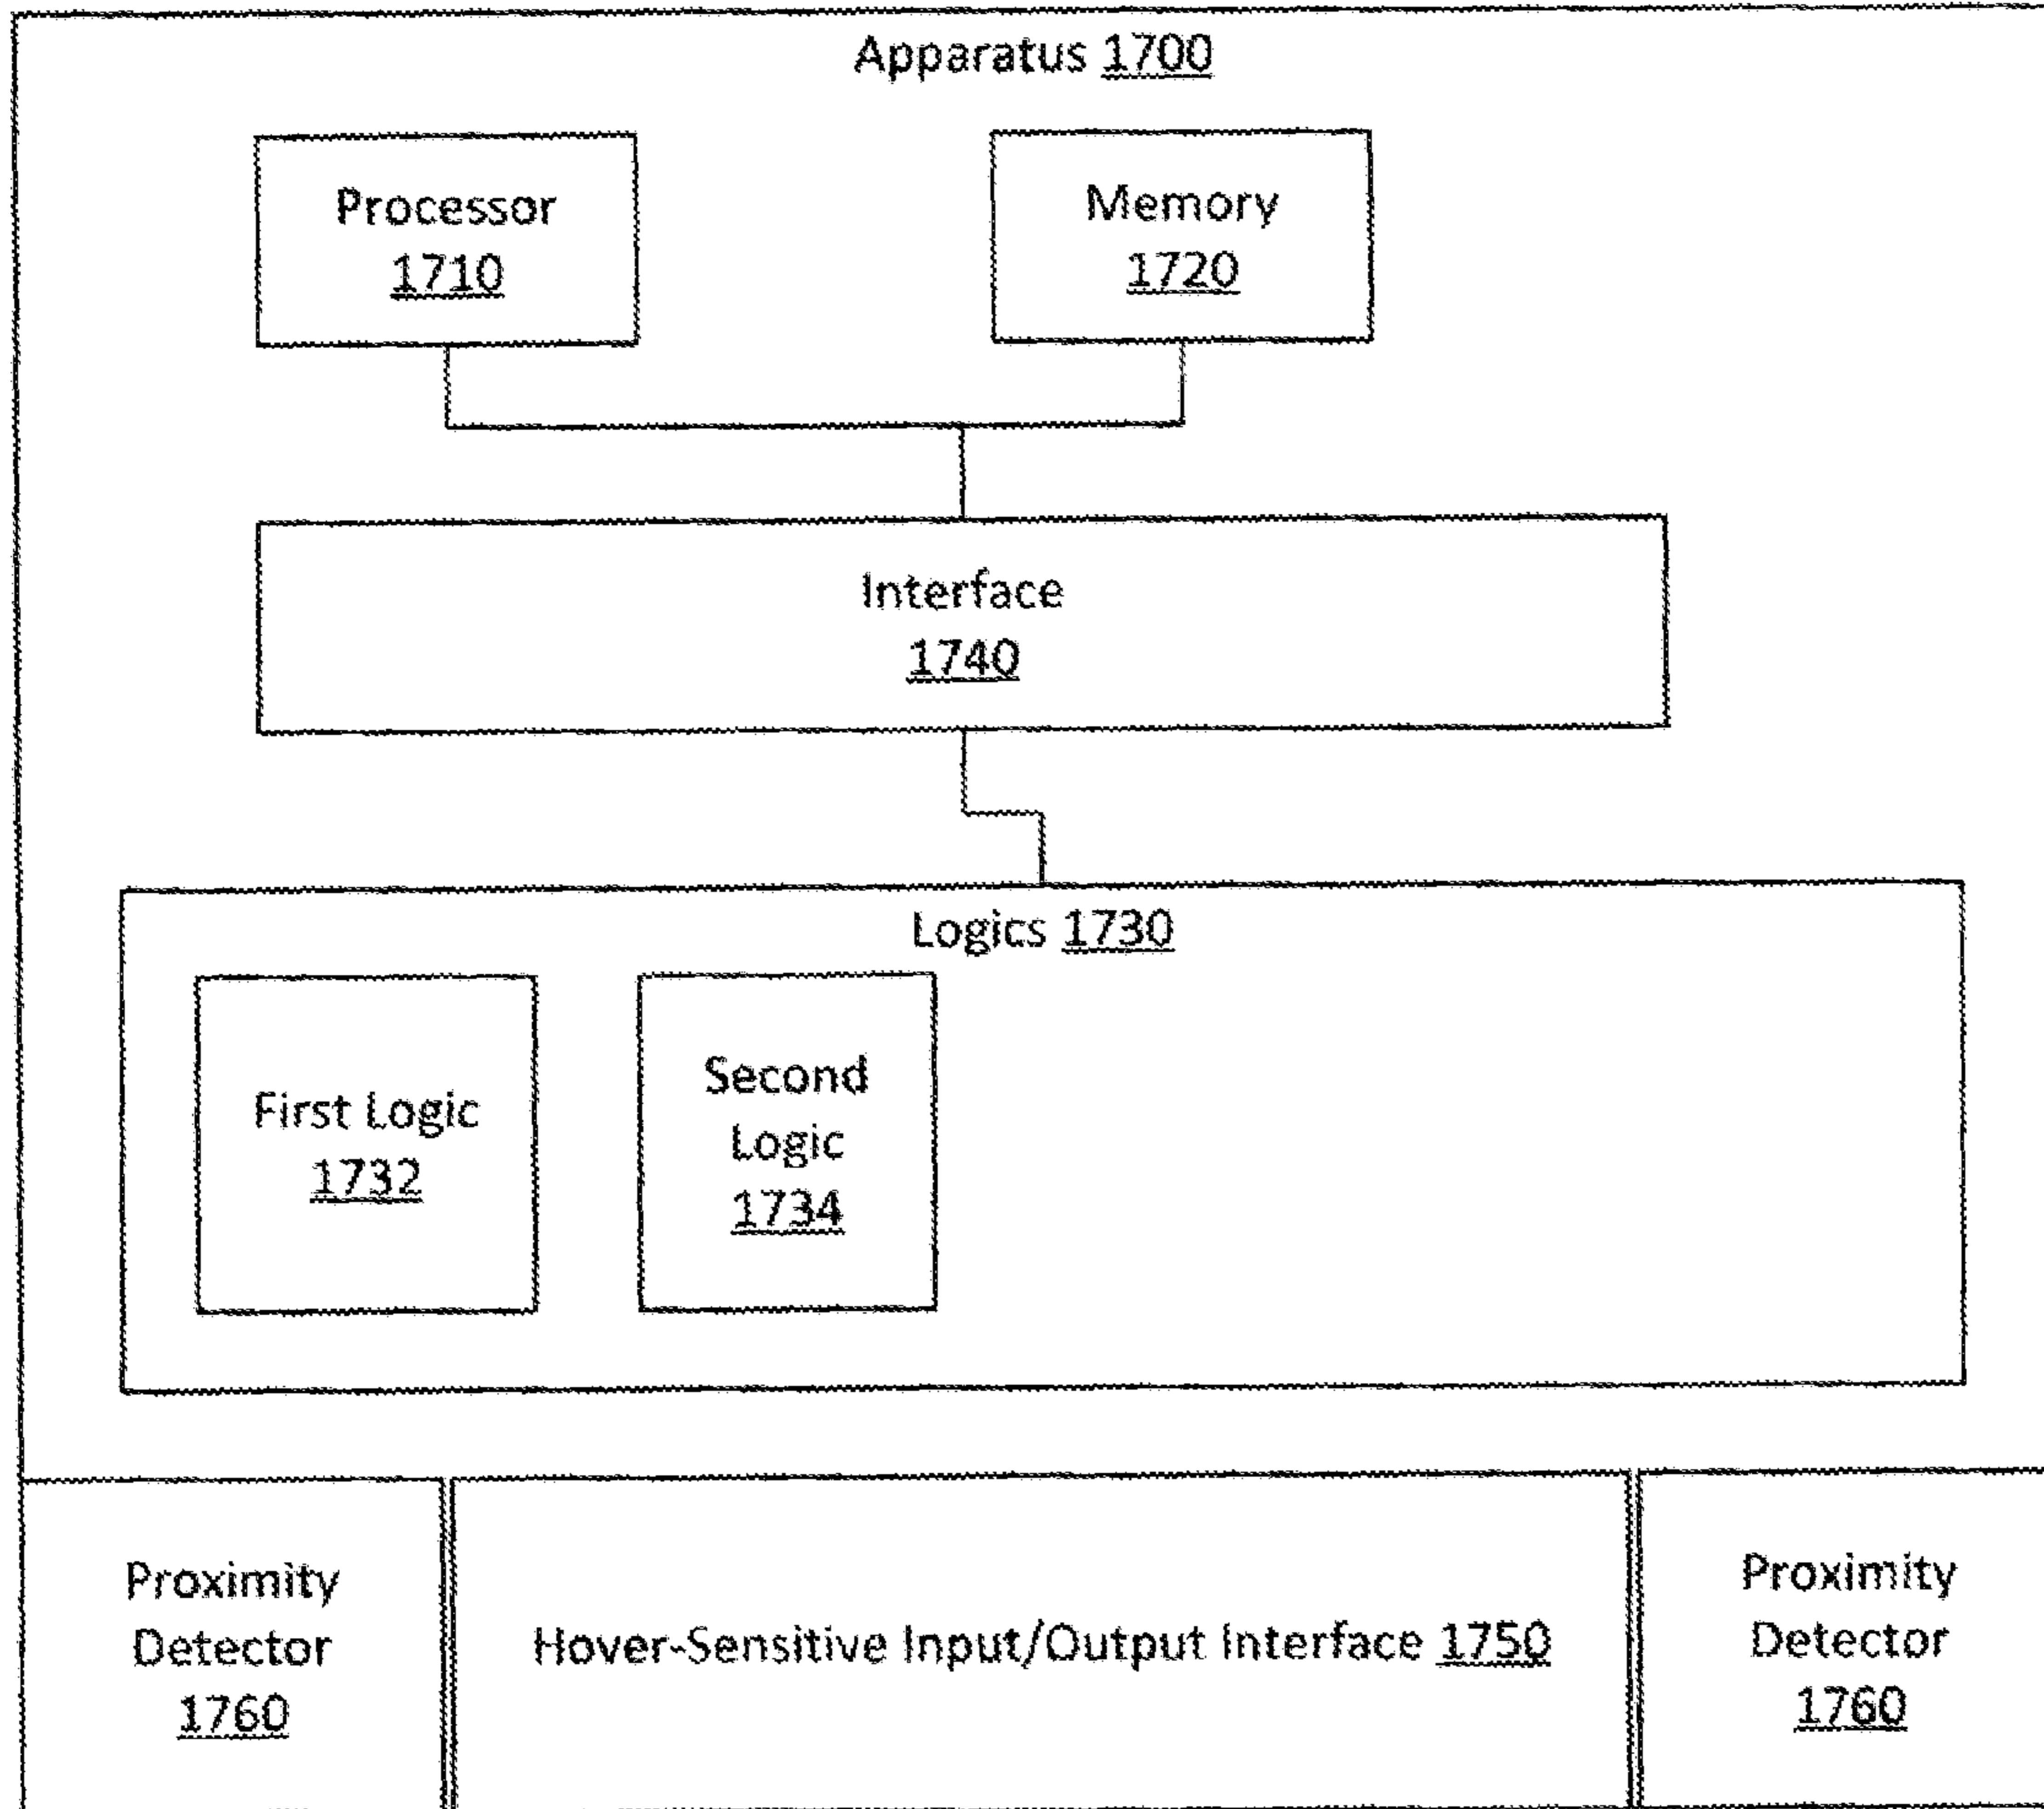 Apparatus 1700
Processor
1710
Memory
1720
Interface
1740
Logics 1730
First Logic
1732
Second
Logic
1734
Proximity
Detector
1760
Hover-Sensitive Input/Output Interface 1750
Proximity
Detector
1760